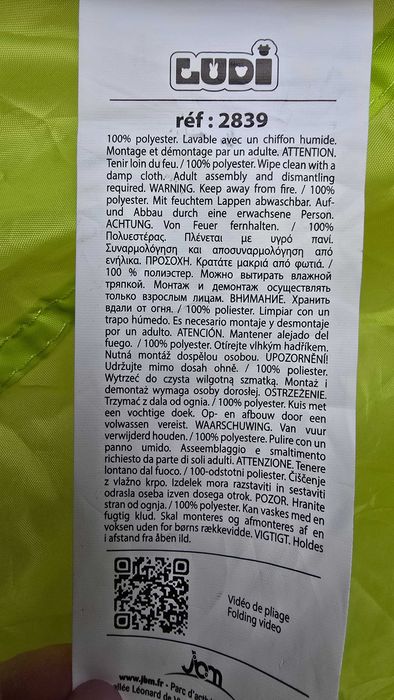 LUDI
réf : 2839
100% polyester. Lavable avec un chiffon humide.
Montage et démontage par un adulte. ATTENTION.
Tenir loin du feu. / 100% polyester. Wipe clean with a
damp cloth. Adult assembly and dismantling
required. WARNING. Keep away from fire. / 100%
polyester. Mit feuchtem Lappen abwaschbar. Auf-
und Abbau durch eine erwachsene Person.
ACHTUNG. Von Feuer fernhalten. / 100%
Πολυεστέρας. Πλένεται με υγρό πανί.
Συναρμολόγηση και αποσυναρμολόγηση από
ενήλικα. ΠΡΟΣΟΧΗ. Κρατάτε μακριά από φωτιά. /
100 % полиэстер. Можно вытирать влажной
тряпкой. Монтаж и демонтаж осуществлять
только взрослым лицам. ВНИМАНИЕ. Хранить
вдали от огня. / 100% poliester. Limpiar con un
trapo húmedo. Es necesario montaje y desmontaje
por un adulto. ATENCIÓN. Mantener alejado del
fuego. / 100% polyester. Otírejte vlhkým hadříkem.
Nutná montáž dospělou osobou. UPOZORNĚNÍ!
Udržujte mimo dosah ohně. / 100% poliester.
Wytrzeć do czysta wilgotną szmatką. Montaż i
demontaż wymaga osoby dorosłej. OSTRZEŻENIE.
Trzymać z dala od ognia. / 100% polyester. Kuis met
een vochtige doek. Op- en afbouw door een
volwassen vereist. WAARSCHUWING. Van vuur
verwijderd houden. / 100% polyestere. Pulire con un
panno umido. Asseemblaggio e smaltimento
richiesto da parte di soli adulti. ATTENZIONE. Tenere
lontano dal fuoco. / 100-odstotni poliester. Čiščenje
z vlažno krpo. Izdelek mora razstaviti in sestaviti
odrasla oseba izven dosega otrok. POZOR. Hranite
stran od ognja. / 100% polyester. Kan vaskes med en
fugtig klud. Skal monteres og afmonteres af en
voksen uden for børns rækkevidde. VIGTIGT. Holdes
i afstand fra åben ild.
Vidéo de pliage
Folding video
jbm
www.jbm.fr - Parc d'acti
allée Léonard de